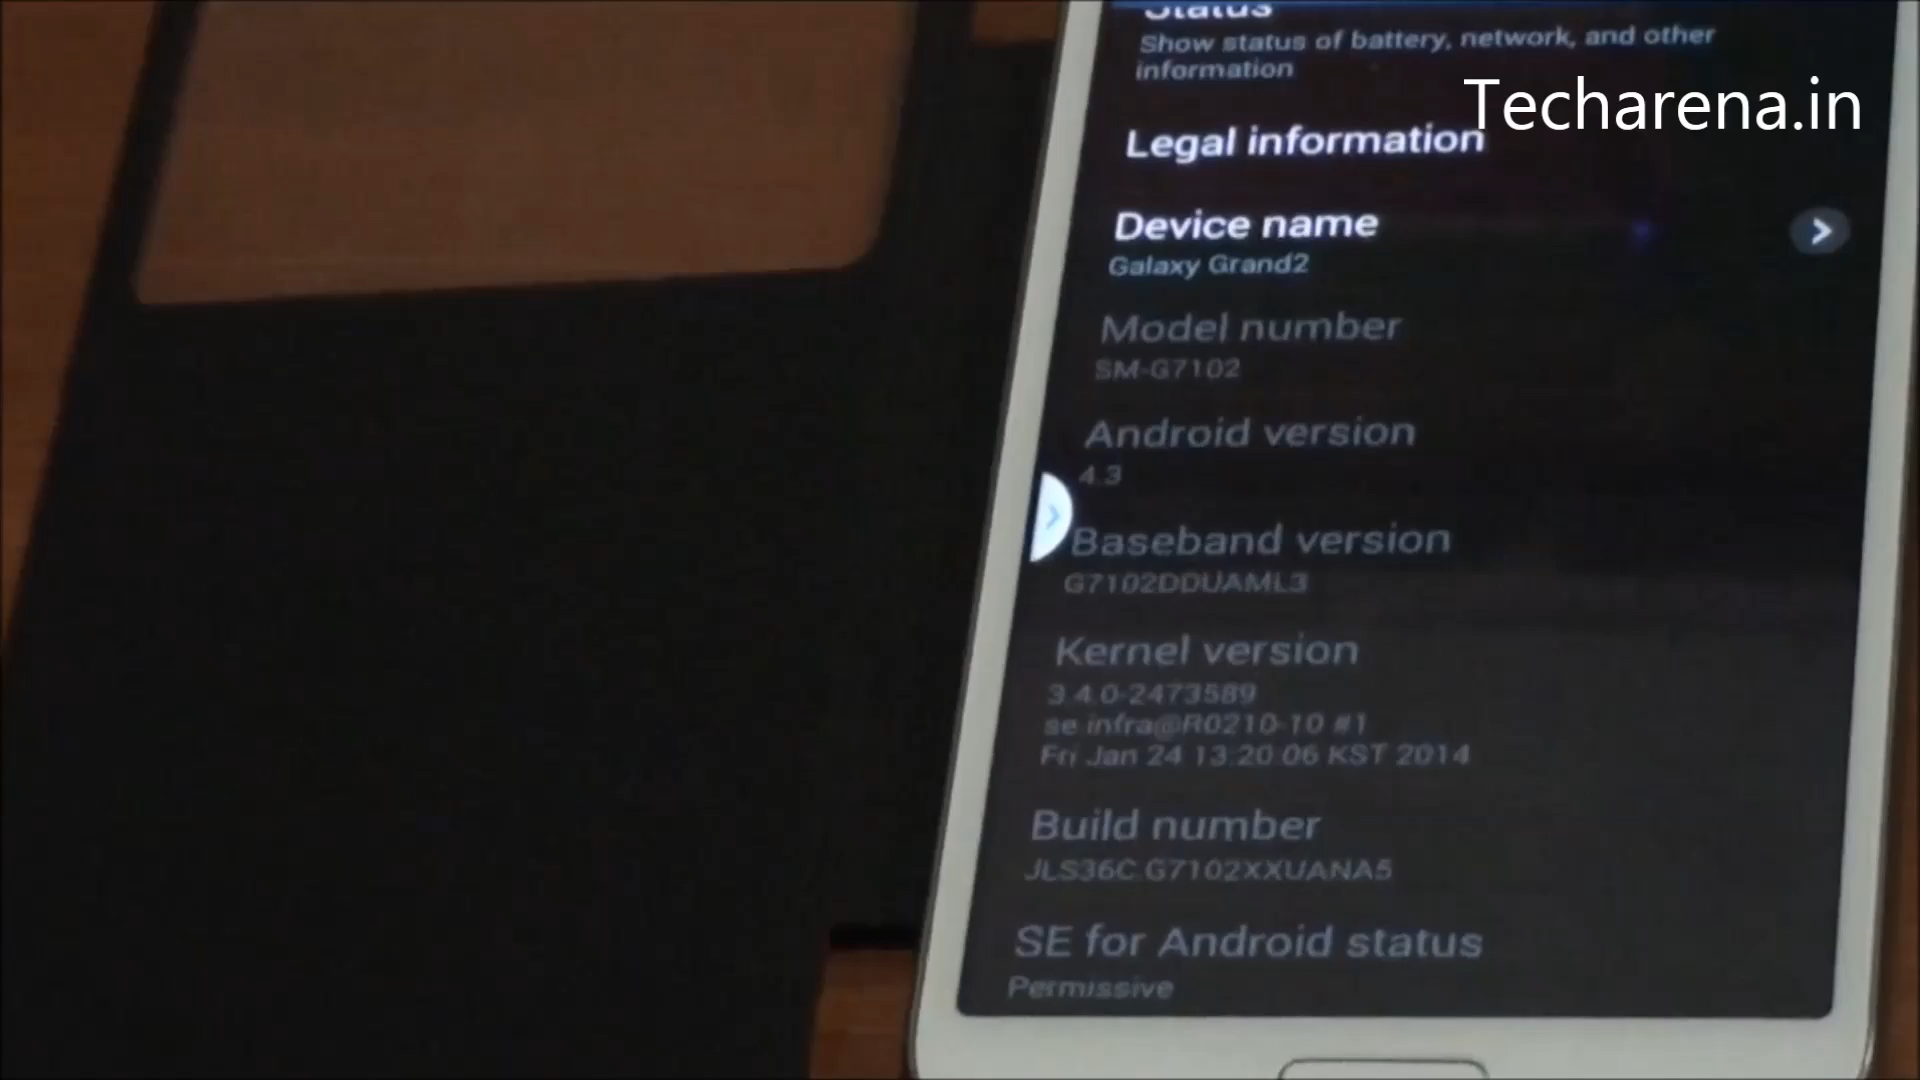 Status
Show status of battery, network, and other
information
Techarena.in
Legal information
Device name
Galaxy Grand2
Model number
SM-G7102
Android version
4.3
Baseband version
G7102DDUAML3
Kernel version
3.4.0-2473589
se.infra@R0210-10 #1
Fri Jan 24 13:20:06 KST 2014
Build number
JLS36C.G7102XXUANA5
SE for Android status
Permissive